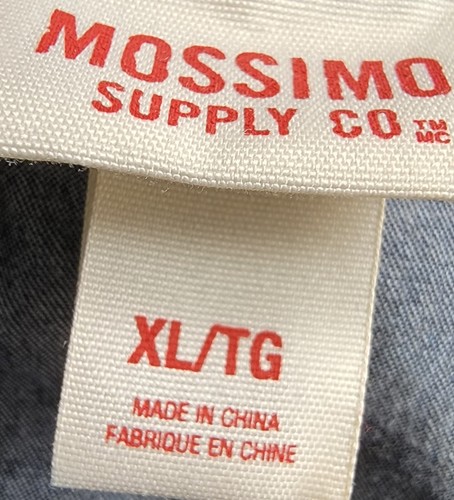 MOSSIMO
SUPPLY CO TM MC
XL/TG
MADE IN CHINA
FABRIQUE EN CHINE